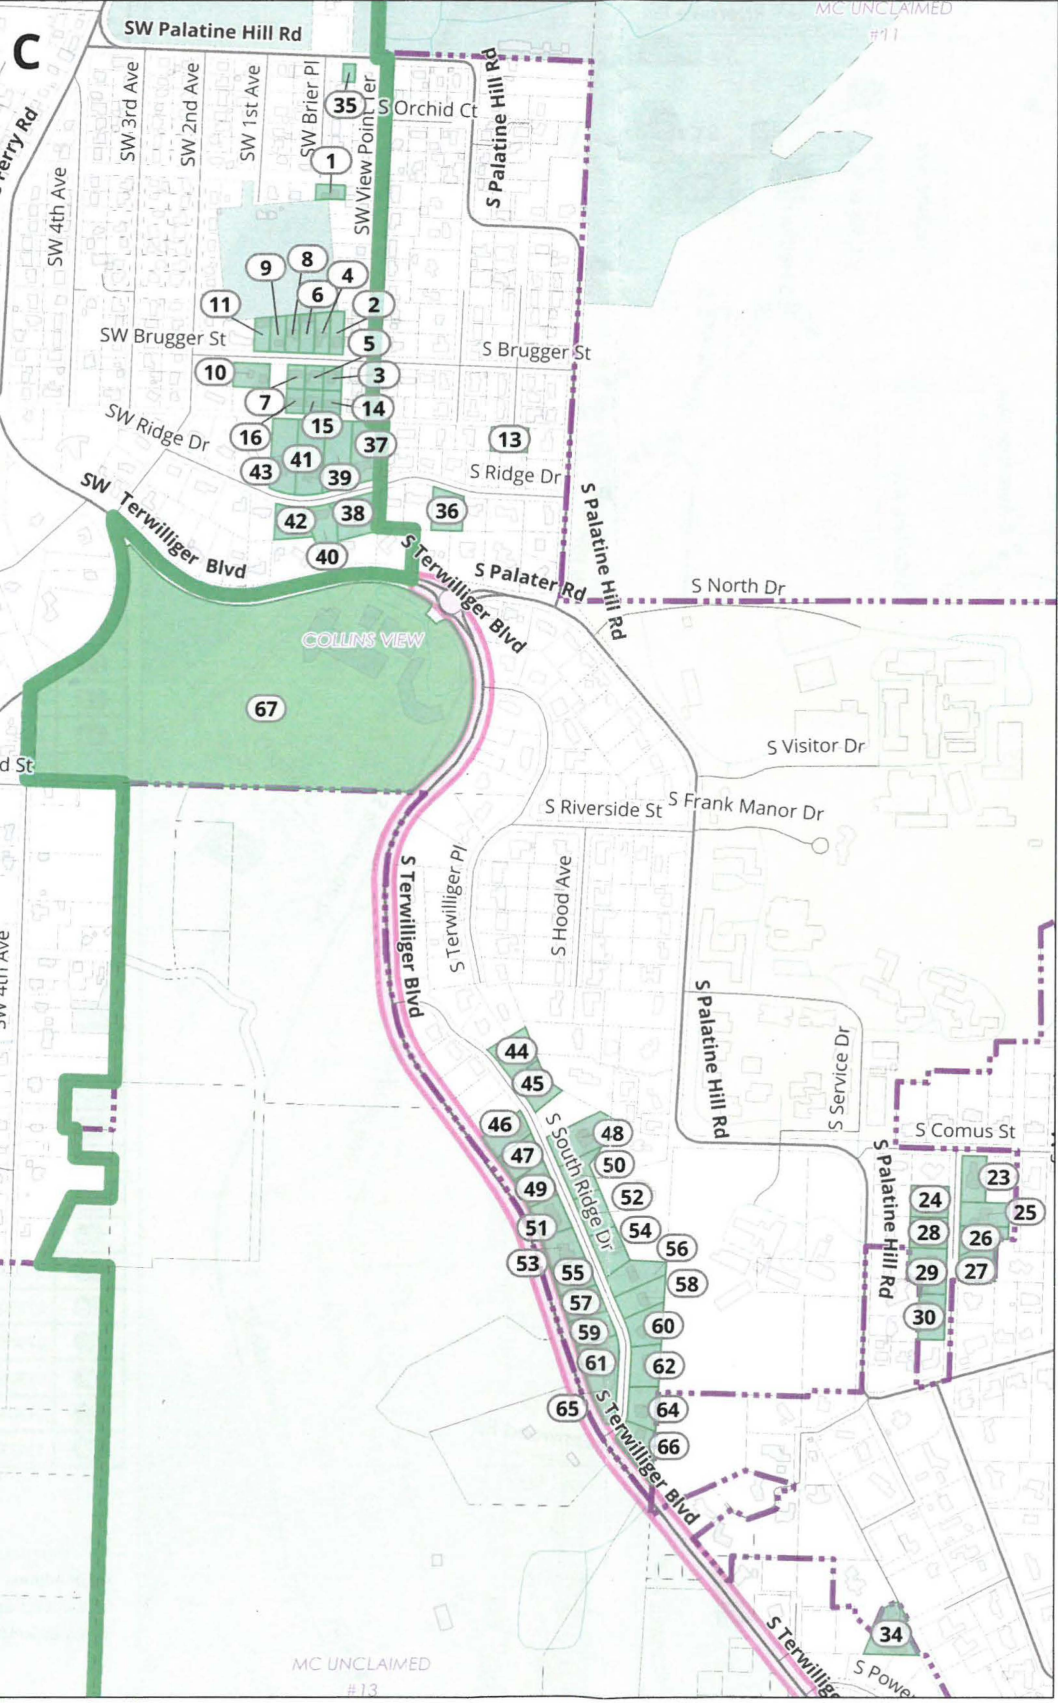 MC UNCLAIMED
#11
C
SW Palatine Hill Rd
Ferry Rd
SW 3rd Ave
SW 2nd Ave
SW 1st Ave
SW Brier Pl
SW View Point Ter
S Palatine Hill Rd
SW 4th Ave
35
S Orchid Ct
1
9
8
6
4
11
2
SW Brugger St
5
S Brugger St
10
3
7
14
SW Ridge Dr
16
15
37
13
43
41
39
S Ridge Dr
SW Terwilliger Blvd
42
38
36
40
S Terwilliger Blvd
S Palater Rd
S Palatine Hill Rd
S North Dr
COLLINS VIEW
67
d St
S Visitor Dr
S Riverside St
S Frank Manor Dr
S Terwilliger Blvd
S Terwilliger Pl
S Hood Ave
SW 4th Ave
S Palatine Hill Rd
S Service Dr
44
45
46
S South Ridge Dr
48
S Comus St
47
50
S Palatine Hill Rd
23
49
52
24
25
51
54
28
26
53
56
55
58
29
27
57
30
59
60
61
62
65
64
S Terwilliger Blvd
66
34
S Terwillige
S Power
MC UNCLAIMED
#13